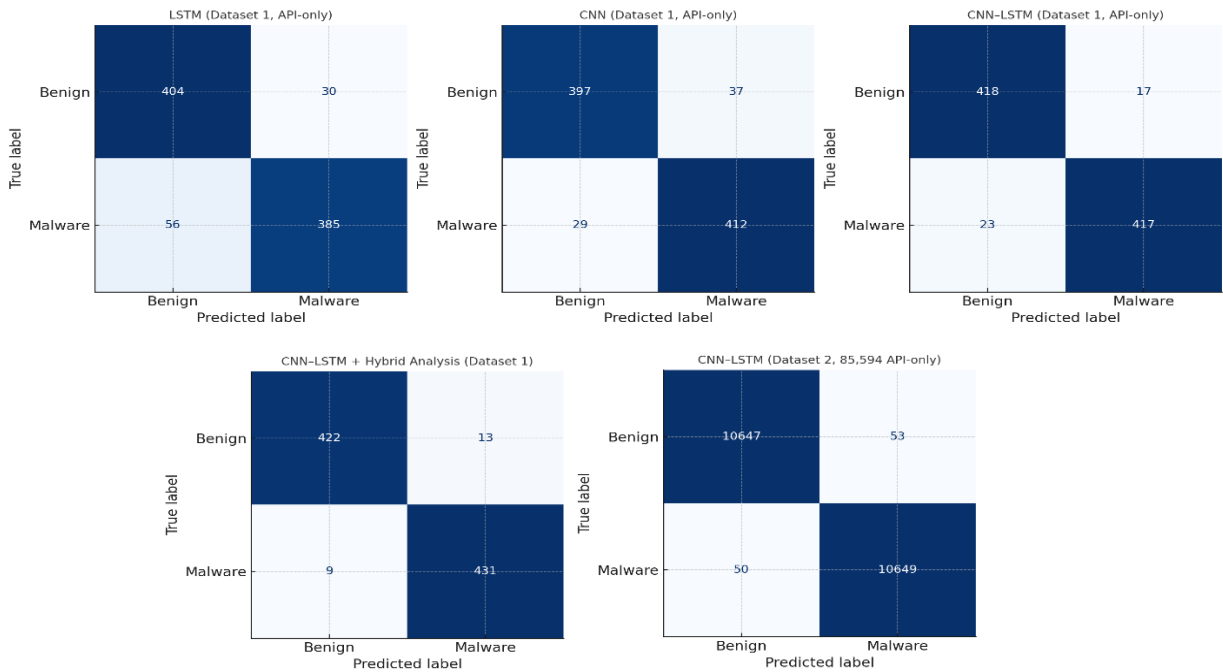 LSTM (Dataset 1, API-only)
Benign
404
30
True label
Malware
56
385
Benign
Malware
Predicted label
CNN (Dataset 1, API-only)
Benign
397
37
True label
Malware
29
412
Benign
Malware
Predicted label
CNN–LSTM (Dataset 1, API-only)
Benign
418
17
True label
Malware
23
417
Benign
Malware
Predicted label
CNN–LSTM + Hybrid Analysis (Dataset 1)
Benign
422
13
True label
Malware
9
431
Benign
Malware
Predicted label
CNN–LSTM (Dataset 2, 85,594 API-only)
Benign
10647
53
True label
Malware
50
10649
Benign
Malware
Predicted label